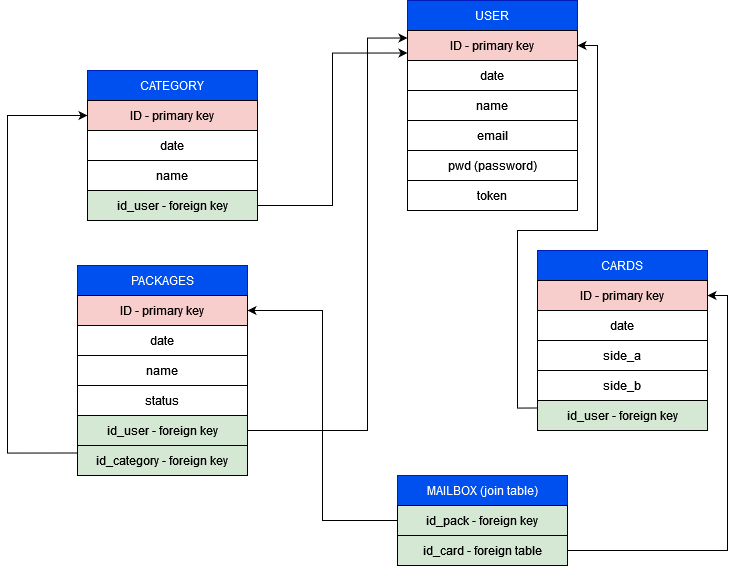 USER
ID - primary key
date
name
email
pwd (password)
token
CATEGORY
ID - primary key
date
name
id_user - foreign key
PACKAGES
ID - primary key
date
name
status
id_user - foreign key
id_category - foreign key
CARDS
ID - primary key
date
side_a
side_b
id_user - foreign key
MAILBOX (join table)
id_pack - foreign key
id_card - foreign table